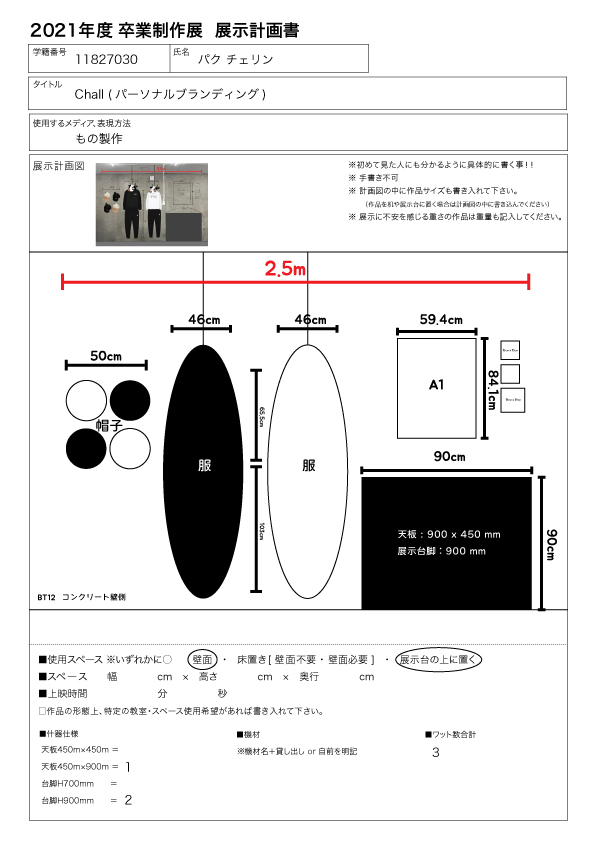 2021年度 卒業制作展 展示計画書
学籍番号 11827030
氏名 パク チェリン
タイトル
Chall ( パーソナルブランディング )
使用するメディア、表現方法
もの製作
展示計画図
※初めて見た人にも分かるように具体的に書く事！！
※ 手書き不可
※ 計画図の中に作品サイズも書き入れて下さい。
（作品を机や展示台に置く場合は計画図の中に書き込んでください）
※ 展示に不安を感じる重さの作品は重量も記入してください。
2.5m
46cm 46cm 59.4cm
50cm
帽子
服
服
65.5cm
103cm
A1
84.1cm
90cm
天板 : 900 x 450 mm
展示台脚 : 900 mm
90cm
BT12 コンクリート壁側
■使用スペース ※いずれかに○ 壁面 ・ 床置き [ 壁面不要 ・ 壁面必要 ] ・ 展示台の上に置く
■スペース 幅 cm × 高さ cm × 奥行 cm
■上映時間 分 秒
□作品の形態上、特定の教室・スペース使用希望があれば書き入れて下さい。
■什器仕様
天板450m×450m =
天板450m×900m = 1
台脚H700mm =
台脚H900mm = 2
■機材
※機材名+貸し出し or 自前を明記
■ワット数合計
3